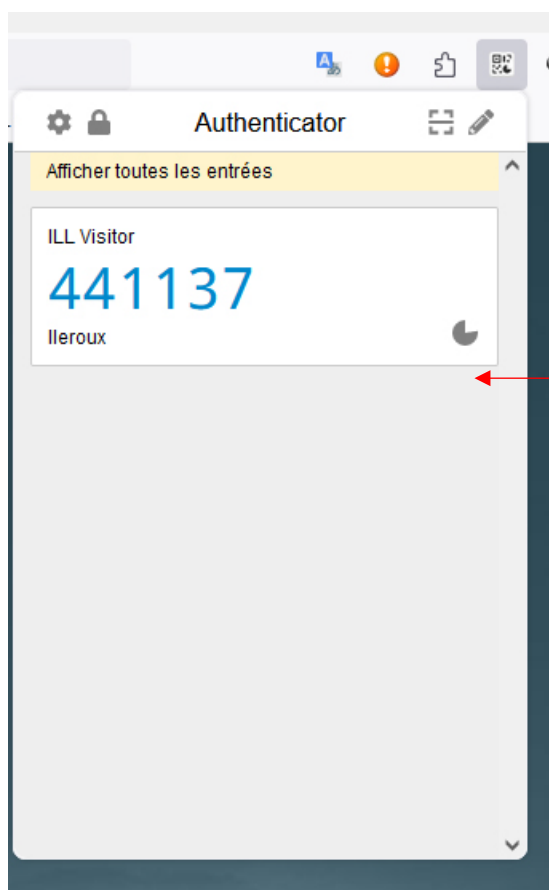 Authenticator
Afficher toutes les entrées
ILL Visitor
441137
lleroux